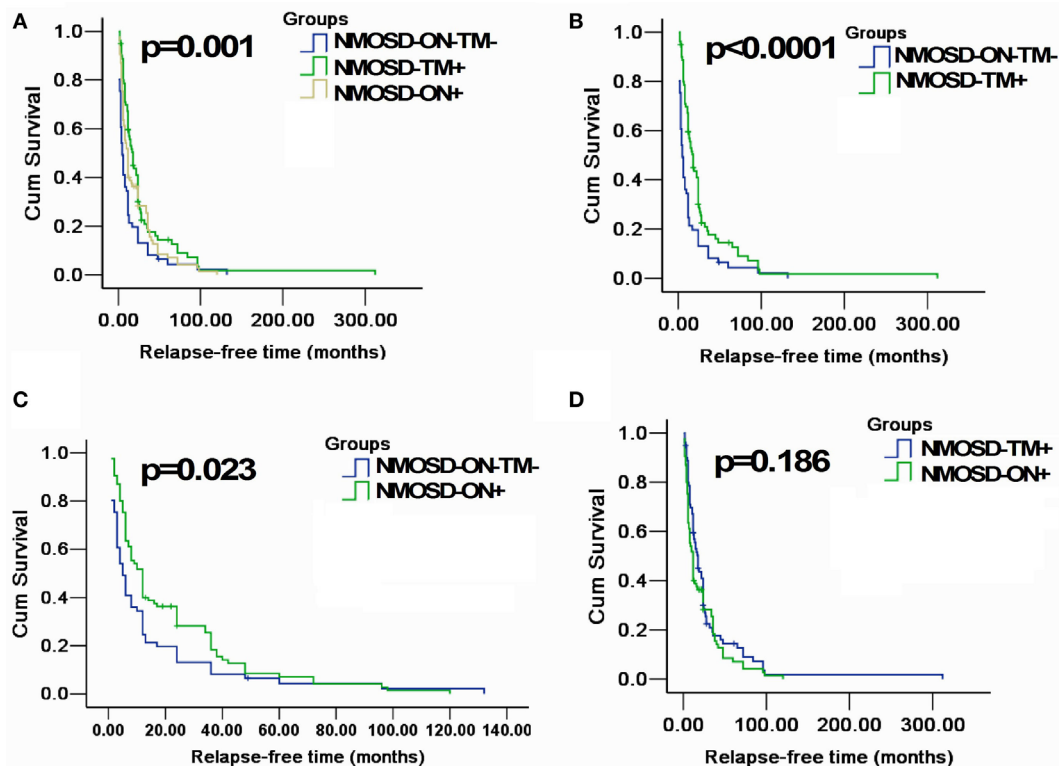 A
Groups
p=0.001
NMOSD-ON-TM-
NMOSD-TM+
NMOSD-ON+
Cum Survival
1.0
0.8
0.6
0.4
0.2
0.0
0.00 100.00 200.00 300.00
Relapse-free time (months)
B
Groups
p<0.0001
NMOSD-ON-TM-
NMOSD-TM+
Cum Survival
1.0
0.8
0.6
0.4
0.2
0.0
0.00 100.00 200.00 300.00
Relapse-free time (months)
C
Groups
p=0.023
NMOSD-ON-TM-
NMOSD-ON+
Cum Survival
1.0
0.8
0.6
0.4
0.2
0.0
0.00 20.00 40.00 60.00 80.00 100.00 120.00 140.00
Relapse-free time (months)
D
Groups
p=0.186
NMOSD-TM+
NMOSD-ON+
Cum Survival
1.0
0.8
0.6
0.4
0.2
0.0
0.00 100.00 200.00 300.00
Relapse-free time (months)